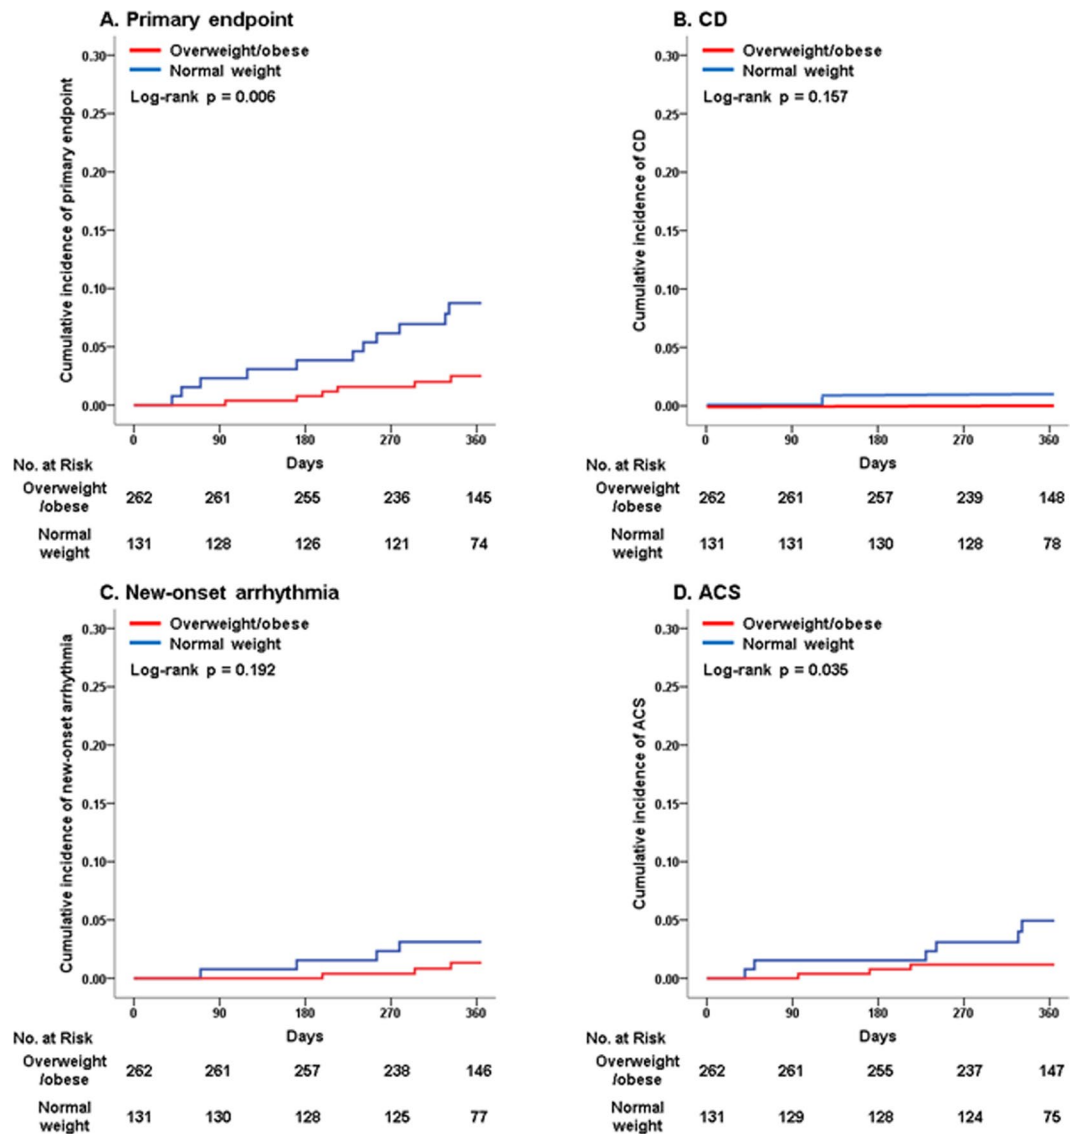 A. Primary endpoint
Overweight/obese
Normal weight
Log-rank p = 0.006
Cumulative incidence of primary endpoint
0.30
0.25
0.20
0.15
0.10
0.05
0.00
0 90 180 270 360
Days
No. at Risk
Overweight
/obese
262 261 255 236 145
Normal
weight
131 128 126 121 74
B. CD
Overweight/obese
Normal weight
Log-rank p = 0.157
Cumulative incidence of CD
0.30
0.25
0.20
0.15
0.10
0.05
0.00
0 90 180 270 360
Days
No. at Risk
Overweight
/obese
262 261 257 239 148
Normal
weight
131 131 130 128 78
C. New-onset arrhythmia
Overweight/obese
Normal weight
Log-rank p = 0.192
Cumulative incidence of new-onset arrhythmia
0.30
0.25
0.20
0.15
0.10
0.05
0.00
0 90 180 270 360
Days
No. at Risk
Overweight
/obese
262 261 257 238 146
Normal
weight
131 130 128 125 77
D. ACS
Overweight/obese
Normal weight
Log-rank p = 0.035
Cumulative incidence of ACS
0.30
0.25
0.20
0.15
0.10
0.05
0.00
0 90 180 270 360
Days
No. at Risk
Overweight
/obese
262 261 255 237 147
Normal
weight
131 129 128 124 75